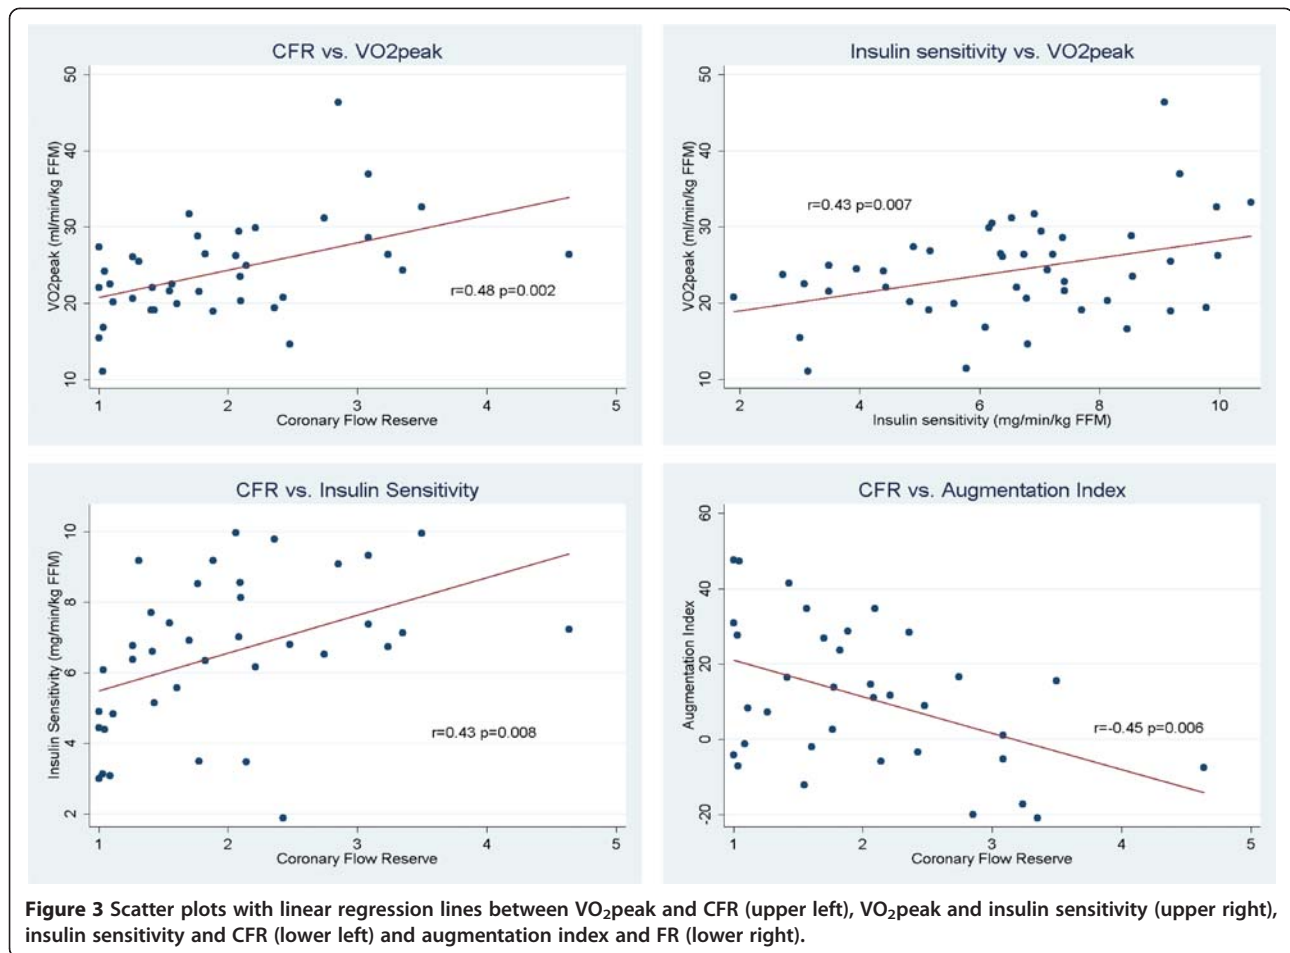 CFR vs. VO2peak
VO2peak (ml/min/kg FFM)
50
40
30
20
10
r=0.48 p=0.002
1 2 3 4 5
Coronary Flow Reserve
Insulin sensitivity vs. VO2peak
VO2peak (ml/min/kg FFM)
50
40
30
20
10
r=0.43 p=0.007
2 4 6 8 10
Insulin sensitivity (mg/min/kg FFM)
CFR vs. Insulin Sensitivity
Insulin Sensitivity (mg/min/kg FFM)
10
8
6
4
2
r=0.43 p=0.008
1 2 3 4 5
Coronary Flow Reserve
CFR vs. Augmentation Index
Augmentation Index
60
40
20
0
-20
r=-0.45 p=0.006
1 2 3 4 5
Coronary Flow Reserve
Figure 3 Scatter plots with linear regression lines between VO₂peak and CFR (upper left), VO₂peak and insulin sensitivity (upper right),
insulin sensitivity and CFR (lower left) and augmentation index and FR (lower right).